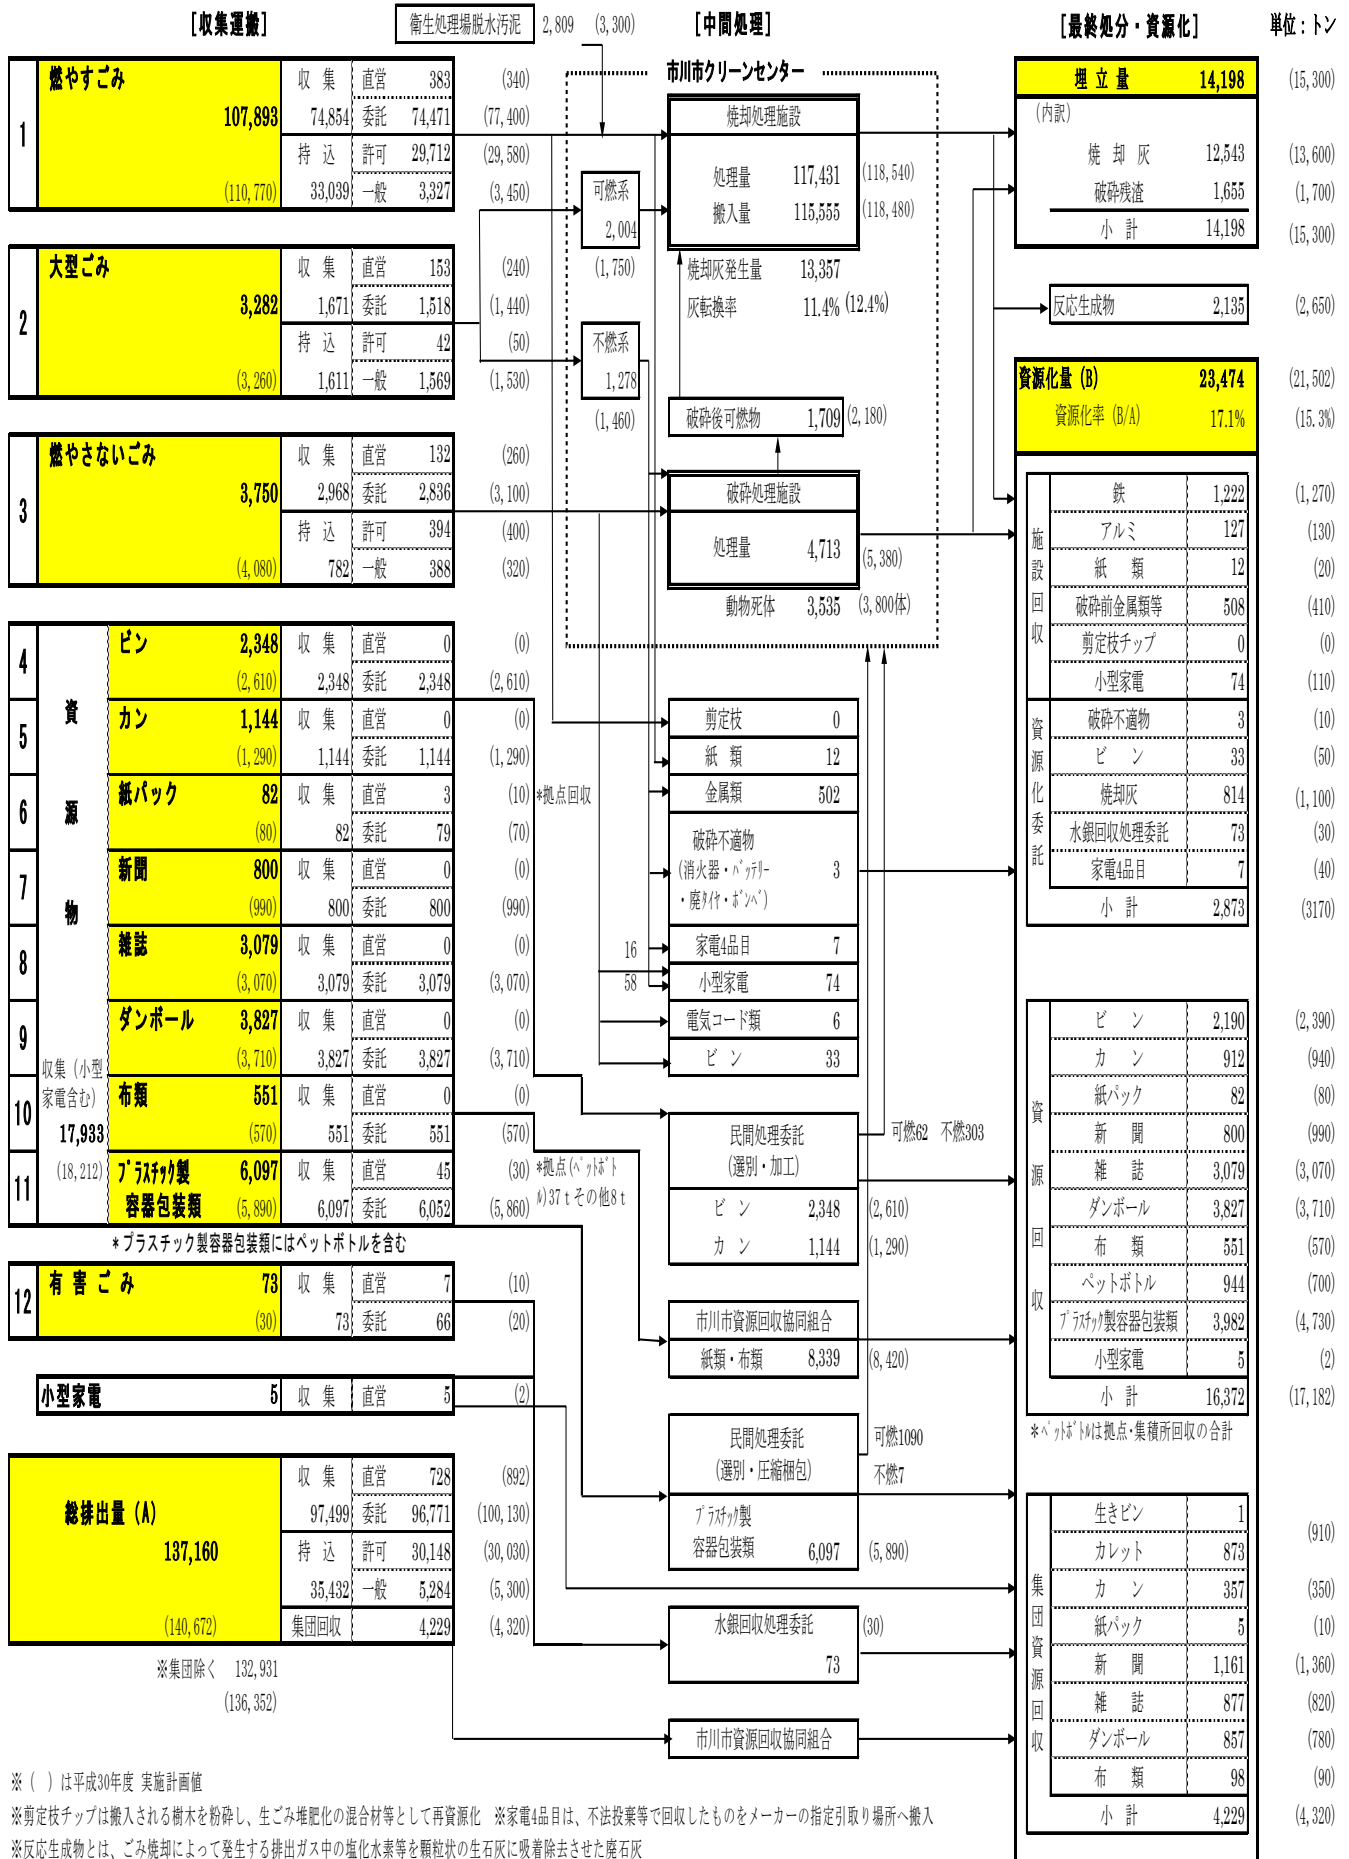 [収集運搬]
衛生処理場脱水汚泥 2,809 (3,300)
[中間処理]
[最終処分・資源化] 単位：トン
1 燃やすごみ 収 集 直営 383 (340)
107,893 74,854 委託 74,471 (77,400)
持 込 許可 29,712 (29,580)
(110,770) 33,039 一般 3,327 (3,450)
2 大型ごみ 収 集 直営 153 (240)
3,282 1,671 委託 1,518 (1,440)
持 込 許可 42 (50)
(3,260) 1,611 一般 1,569 (1,530)
3 燃やさないごみ 収 集 直営 132 (260)
3,750 2,968 委託 2,836 (3,100)
持 込 許可 394 (400)
(4,080) 782 一般 388 (320)
資源物
収集（小型
家電含む）
17,933
(18,212)
4 ビン 2,348 収 集 直営 0 (0)
(2,610) 2,348 委託 2,348 (2,610)
5 カン 1,144 収 集 直営 0 (0)
(1,290) 1,144 委託 1,144 (1,290)
6 紙パック 82 収 集 直営 3 (10) *拠点回収
(80) 82 委託 79 (70)
7 新聞 800 収 集 直営 0 (0)
(990) 800 委託 800 (990)
8 雑誌 3,079 収 集 直営 0 (0)
(3,070) 3,079 委託 3,079 (3,070)
9 ダンボール 3,827 収 集 直営 0 (0)
(3,710) 3,827 委託 3,827 (3,710)
10 布類 551 収 集 直営 0 (0)
(570) 551 委託 551 (570)
11 プラスチック製 6,097 収 集 直営 45 (30)
容器包装類 (5,890) 6,097 委託 6,052 (5,860)
*拠点(ペットボト
ル)37ｔその他8ｔ
*プラスチック製容器包装類にはペットボトルを含む
12 有 害 ご み 73 収 集 直営 7 (10)
(30) 73 委託 66 (20)
小型家電 5 収 集 直営 5 (2)
総排出量（A） 収 集 直営 728 (892)
97,499 委託 96,771 (100,130)
137,160 持 込 許可 30,148 (30,030)
35,432 一般 5,284 (5,300)
(140,672) 集団回収 4,229 (4,320)
※集団除く 132,931
(136,352)
市川市クリーンセンター
焼却処理施設
処理量 117,431 (118,540)
搬入量 115,555 (118,480)
焼却灰発生量 13,357
灰転換率 11.4% (12.4%)
可燃系
2,004
(1,750)
不燃系
1,278
(1,460)
破砕後可燃物 1,709 (2,180)
破砕処理施設
処理量 4,713 (5,380)
動物死体 3,535 (3,800体)
剪定枝 0
紙 類 12
金属類 502
破砕不適物
(消火器・バッテリー 3
・廃タイヤ・ボンベ)
16 家電4品目 7
58 小型家電 74
電気コード類 6
ビ ン 33
民間処理委託
(選別・加工)
可燃62 不燃303
ビ ン 2,348 (2,610)
カ ン 1,144 (1,290)
市川市資源回収協同組合
紙類・布類 8,339 (8,420)
民間処理委託
(選別・圧縮梱包)
可燃1090
不燃7
プラスチック製
容器包装類 6,097 (5,890)
水銀回収処理委託 (30)
73
市川市資源回収協同組合
埋 立 量 14,198 (15,300)
(内訳)
焼 却 灰 12,543 (13,600)
破砕残渣 1,655 (1,700)
小 計 14,198 (15,300)
反応生成物 2,135 (2,650)
資源化量（B） 23,474 (21,502)
資源化率（B/A） 17.1% (15.3%)
施設回収
鉄 1,222 (1,270)
アルミ 127 (130)
紙 類 12 (20)
破砕前金属類等 508 (410)
剪定枝チップ 0 (0)
小型家電 74 (110)
資源化委託
破砕不適物 3 (10)
ビ ン 33 (50)
焼却灰 814 (1,100)
水銀回収処理委託 73 (30)
家電4品目 7 (40)
小 計 2,873 (3170)
資源回収
ビ ン 2,190 (2,390)
カ ン 912 (940)
紙パック 82 (80)
新 聞 800 (990)
雑 誌 3,079 (3,070)
ダンボール 3,827 (3,710)
布 類 551 (570)
ペットボトル 944 (700)
プラスチック製容器包装類 3,982 (4,730)
小型家電 5 (2)
小 計 16,372 (17,182)
*ペットボトルは拠点・集積所回収の合計
集団資源回収
生きビン 1
(910)
カレット 873
カ ン 357 (350)
紙パック 5 (10)
新 聞 1,161 (1,360)
雑 誌 877 (820)
ダンボール 857 (780)
布 類 98 (90)
小 計 4,229 (4,320)
※（ ）は平成30年度 実施計画値
※剪定枝チップは搬入される樹木を粉砕し、生ごみ堆肥化の混合材等として再資源化 ※家電4品目は、不法投棄等で回収したものをメーカーの指定引取り場所へ搬入
※反応生成物とは、ごみ焼却によって発生する排出ガス中の塩化水素等を顆粒状の生石灰に吸着除去させた廃石灰